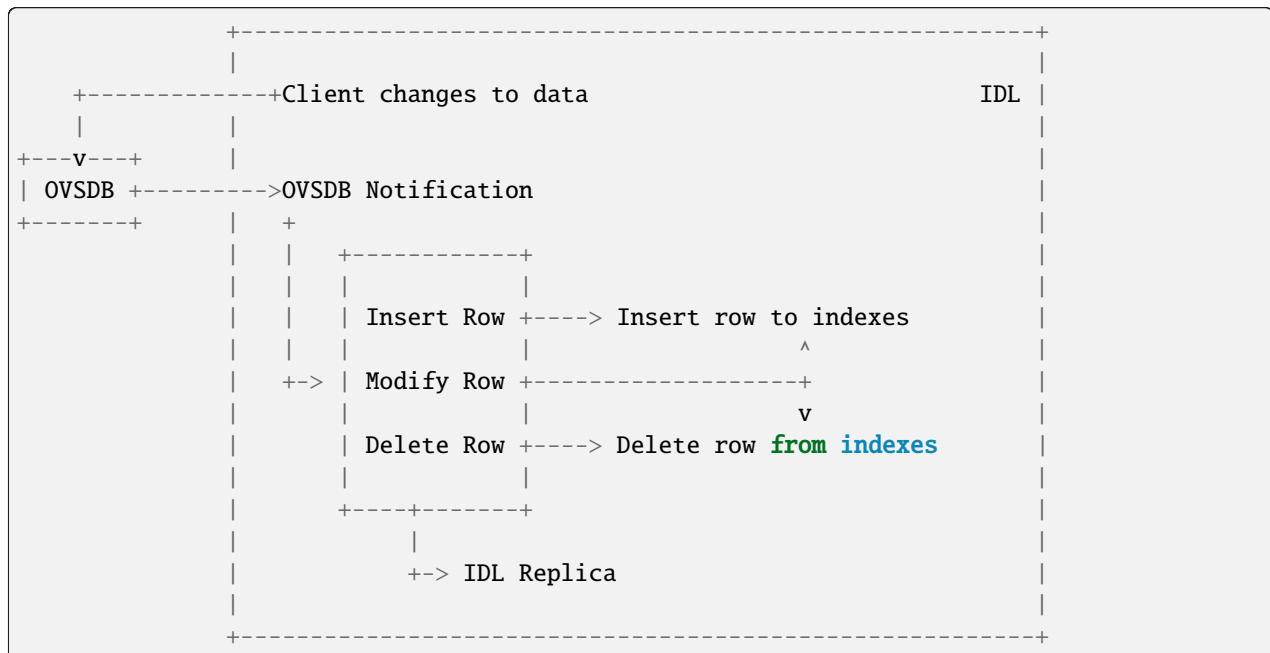 +---------------------------------------------------------+
|                                                         |
+-------------+Client changes to data                            IDL |
|          |                                                         |
+---v---+      |                                                         |
| OVSDB +--------->OVSDB Notification                                    |
+-------+      |   +                                                     |
|   |   +------------+                                    |
|   |   |            |                                    |
|   |   | Insert Row +----> Insert row to indexes         |
|   |   |            |                   ^                |
|   +-> | Modify Row +-------------------+                |
|       |            |                   v                |
|       | Delete Row +----> Delete row from indexes       |
|       |            |                                    |
|       +----+-------+                                    |
|            |                                            |
|            +-> IDL Replica                              |
|                                                         |
+---------------------------------------------------------+